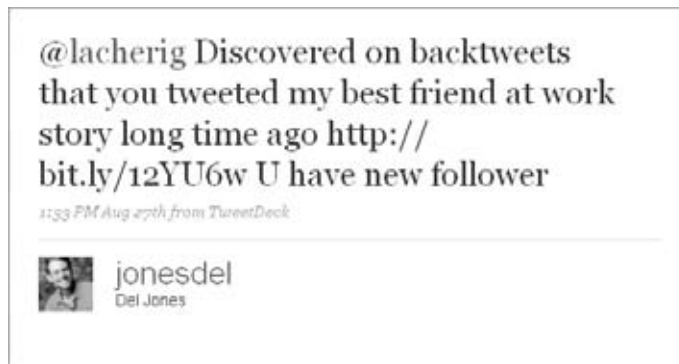 @lacherig Discovered on backtweets
that you tweeted my best friend at work
story long time ago http://
bit.ly/12YU6w U have new follower
1:53 PM Aug 27th from TweetDeck
jonesdel
Del Jones